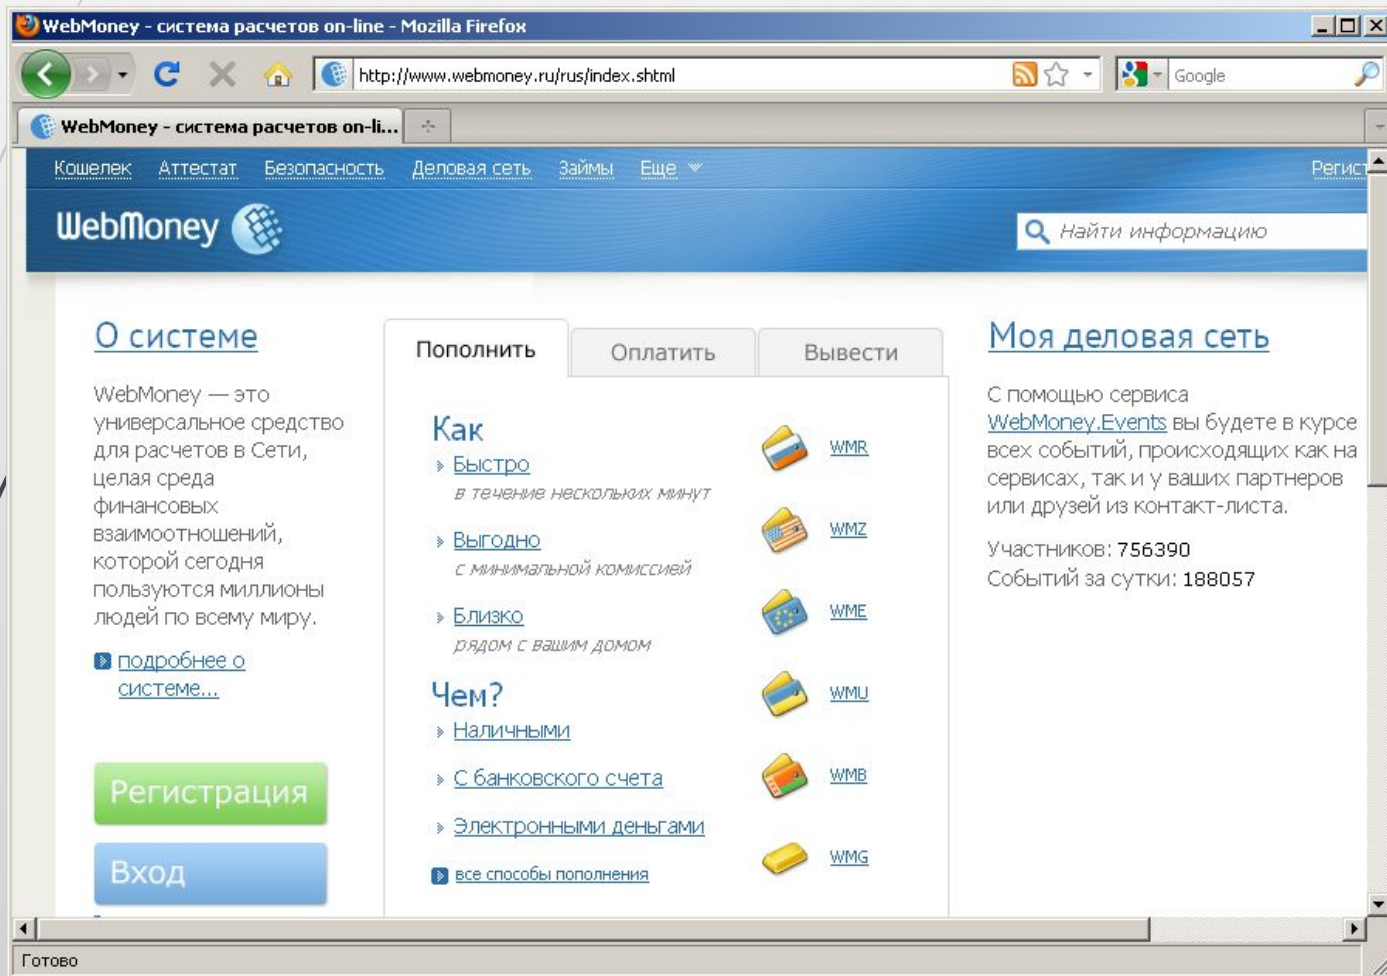 WebMoney - система расчетов on-line - Mozilla Firefox
http://www.webmoney.ru/rus/index.shtml
Google
WebMoney - система расчетов on-li...
Кошелек Аттестат Безопасность Деловая сеть Займы Еще
Регист
WebMoney
Найти информацию
О системе
WebMoney — это
универсальное средство
для расчетов в Сети,
целая среда
финансовых
взаимоотношений,
которой сегодня
пользуются миллионы
людей по всему миру.
подробнее о
системе...
Регистрация
Вход
Пополнить Оплатить Вывести
Как
Быстро
в течение нескольких минут
Выгодно
с минимальной комиссией
Близко
рядом с вашим домом
Чем?
Наличными
С банковского счета
Электронными деньгами
все способы пополнения
WMR
WMZ
WME
WMU
WMB
WMG
Моя деловая сеть
С помощью сервиса
WebMoney.Events вы будете в курсе
всех событий, происходящих как на
сервисах, так и у ваших партнеров
или друзей из контакт-листа.
Участников: 756390
Событий за сутки: 188057
Готово